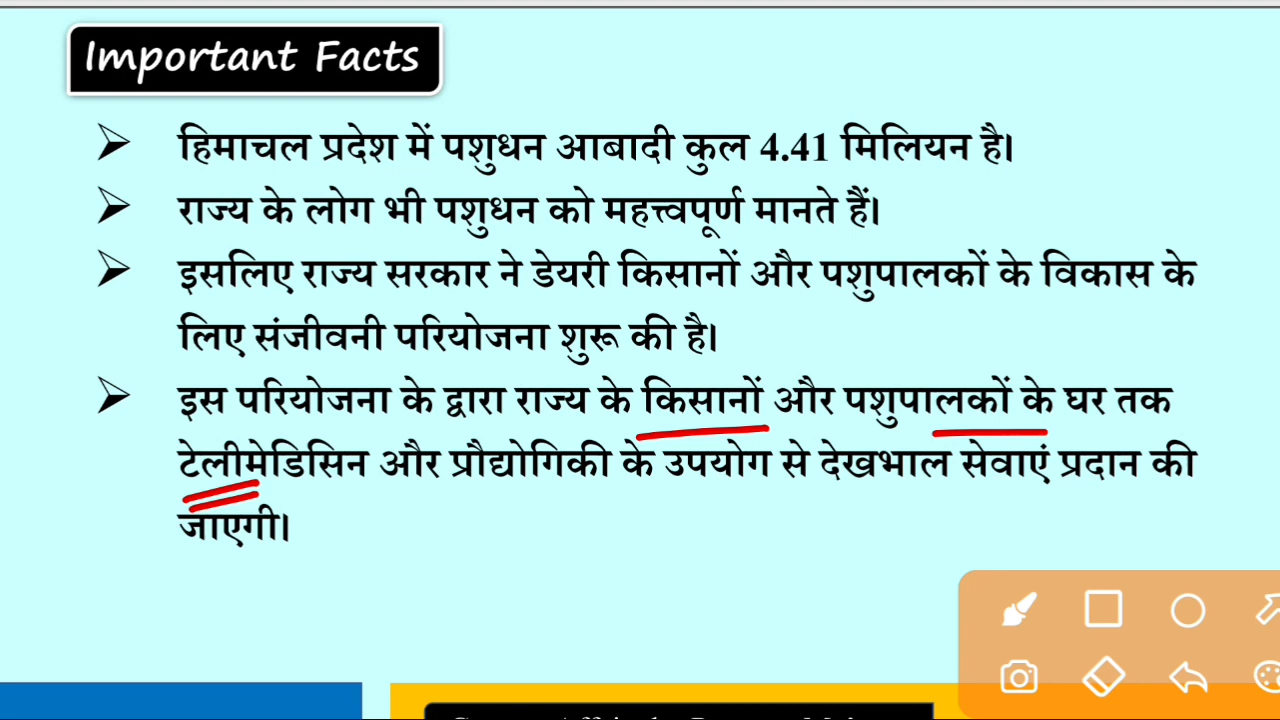 Important Facts
हिमाचल प्रदेश में पशुधन आबादी कुल 4.41 मिलियन है।
राज्य के लोग भी पशुधन को महत्त्वपूर्ण मानते हैं।
इसलिए राज्य सरकार ने डेयरी किसानों और पशुपालकों के विकास के
लिए संजीवनी परियोजना शुरू की है।
इस परियोजना के द्वारा राज्य के किसानों और पशुपालकों के घर तक
टेलीमेडिसिन और प्रौद्योगिकी के उपयोग से देखभाल सेवाएं प्रदान की
जाएगी।